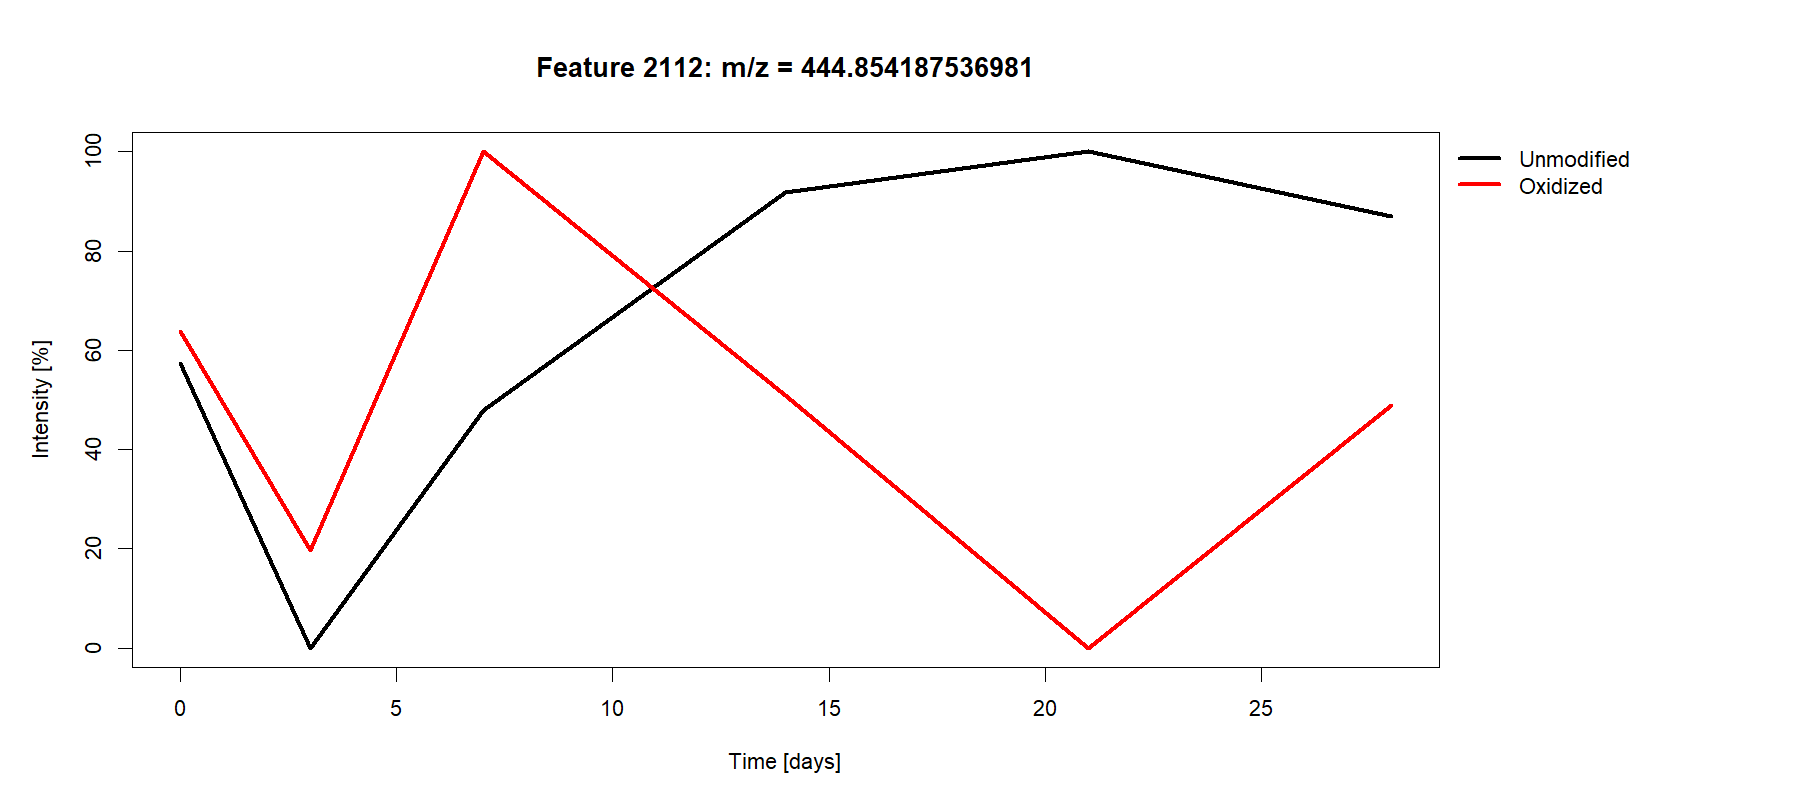 Feature 2112: m/z = 444.854187536981
Unmodified
Oxidized
Intensity [%]
100
80
60
40
20
0
0 5 10 15 20 25
Time [days]